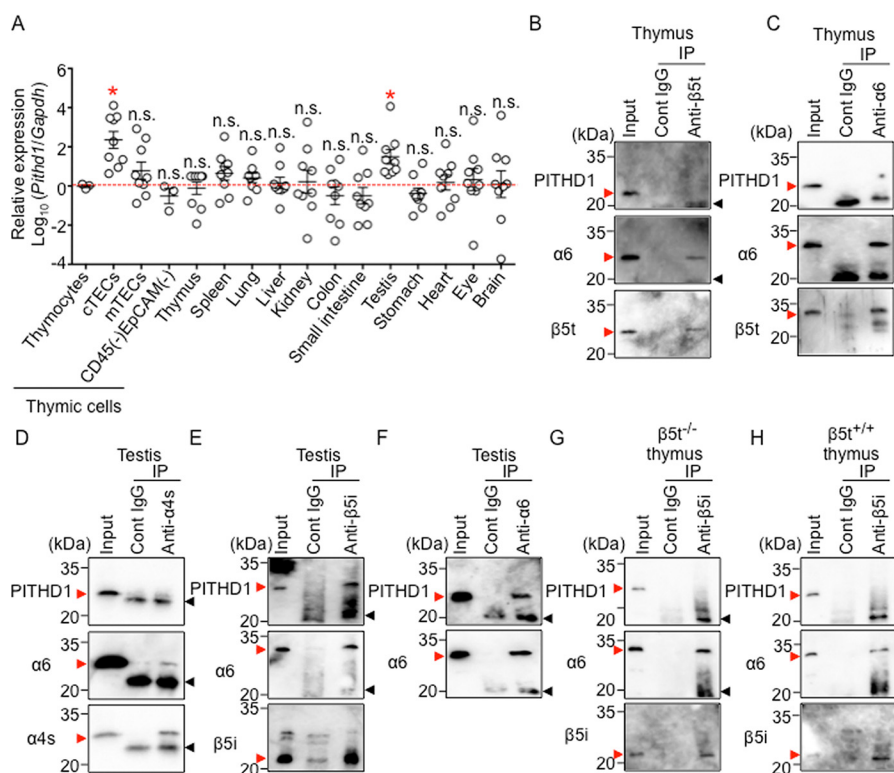 A
Relative expression
Log10 (Pithd1/Gapdh)
6
4
2
0
-2
-4
*
n.s.
n.s.
n.s.
n.s.
n.s.
n.s.
n.s.
n.s.
n.s.
*
n.s.
n.s.
n.s.
n.s.
Thymocytes
cTECs
mTECs
CD45(-)EpCAM(-)
Thymus
Spleen
Lung
Liver
Kidney
Colon
Small intestine
Testis
Stomach
Heart
Eye
Brain
Thymic cells
B
Thymus
IP
Input
Cont IgG
Anti-β5t
(kDa)
35
PITHD1
20
35
α6
20
35
β5t
20
C
Thymus
IP
Input
Cont IgG
Anti-α6
(kDa)
35
PITHD1
20
35
α6
20
35
β5t
20
D
Testis
IP
Input
Cont IgG
Anti-α4s
(kDa)
35
PITHD1
20
35
α6
20
35
α4s
20
E
Testis
IP
Input
Cont IgG
Anti-β5i
(kDa)
35
PITHD1
20
35
α6
20
35
β5i
20
F
Testis
IP
Input
Cont IgG
Anti-α6
(kDa)
35
PITHD1
20
35
α6
20
G
β5t-/-
thymus
IP
Input
Cont IgG
Anti-β5i
(kDa)
35
PITHD1
20
35
α6
20
35
β5i
20
H
β5t+/+
thymus
IP
Input
Cont IgG
Anti-β5i
(kDa)
35
PITHD1
20
35
α6
20
35
β5i
20